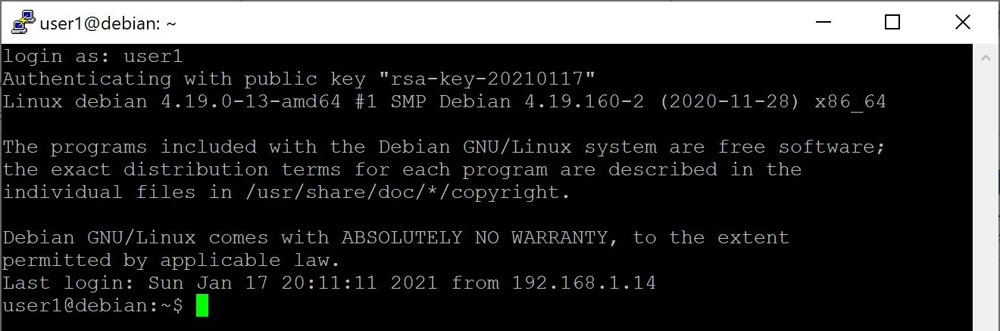 user1@debian: ~
login as: user1
Authenticating with public key "rsa-key-20210117"
Linux debian 4.19.0-13-amd64 #1 SMP Debian 4.19.160-2 (2020-11-28) x86_64
The programs included with the Debian GNU/Linux system are free software;
the exact distribution terms for each program are described in the
individual files in /usr/share/doc/*/copyright.
Debian GNU/Linux comes with ABSOLUTELY NO WARRANTY, to the extent
permitted by applicable law.
Last login: Sun Jan 17 20:11:11 2021 from 192.168.1.14
user1@debian:~$